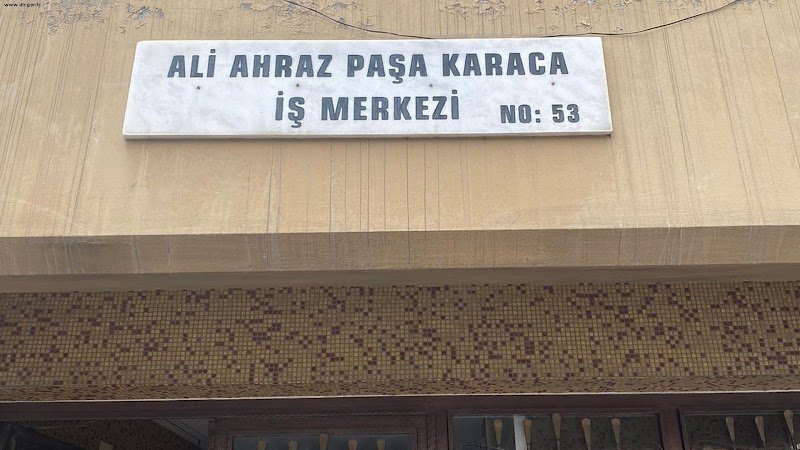 ALİ AHRAZ PAŞA KARACA
İŞ MERKEZİ NO: 53